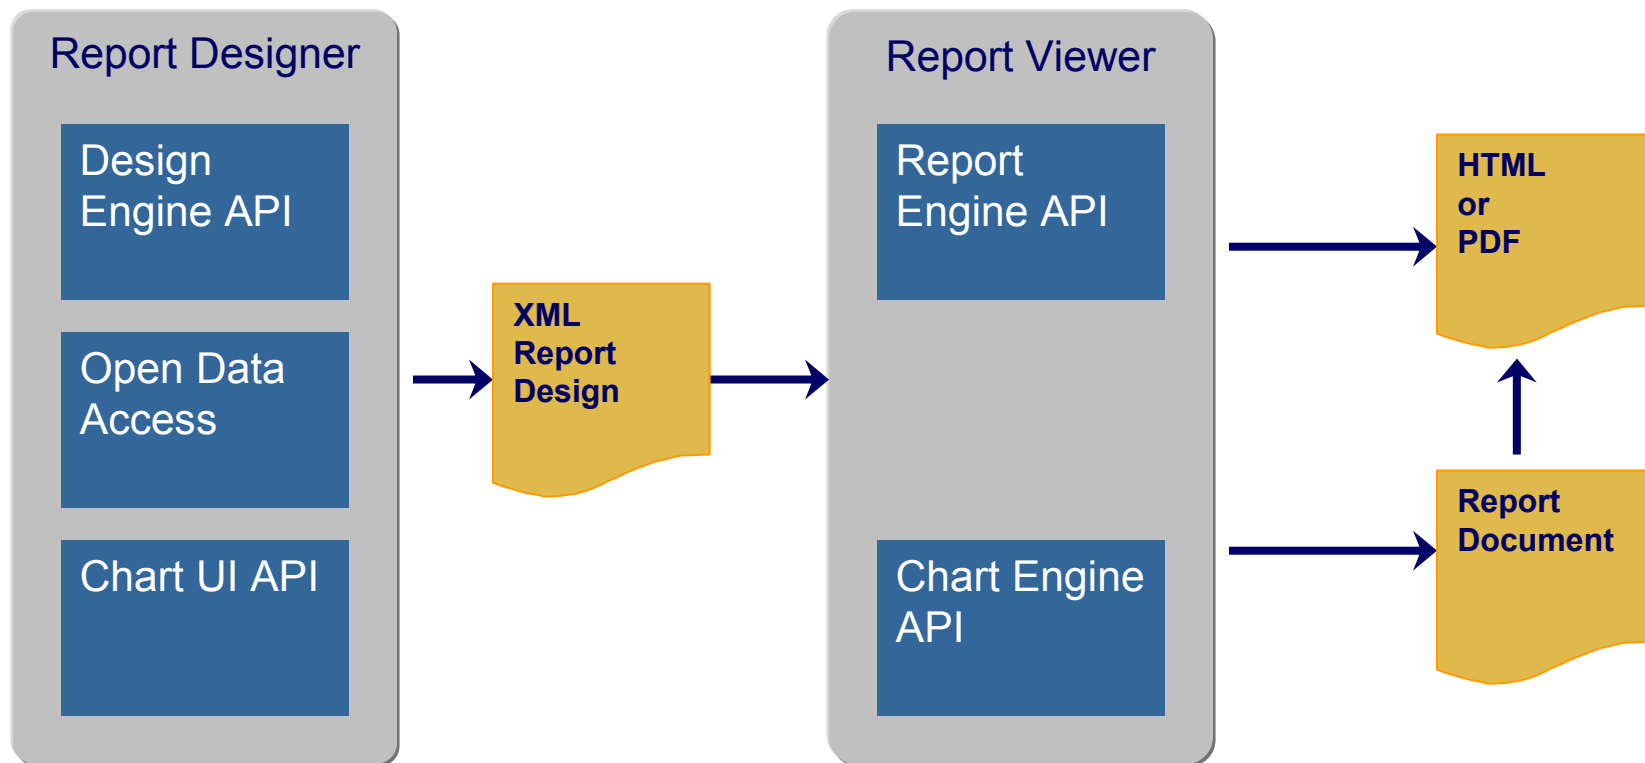 Report Designer
Design
Engine API
Open Data
Access
Chart UI API
XML
Report
Design
Report Viewer
Report
Engine API
Chart Engine
API
HTML
or
PDF
Report
Document